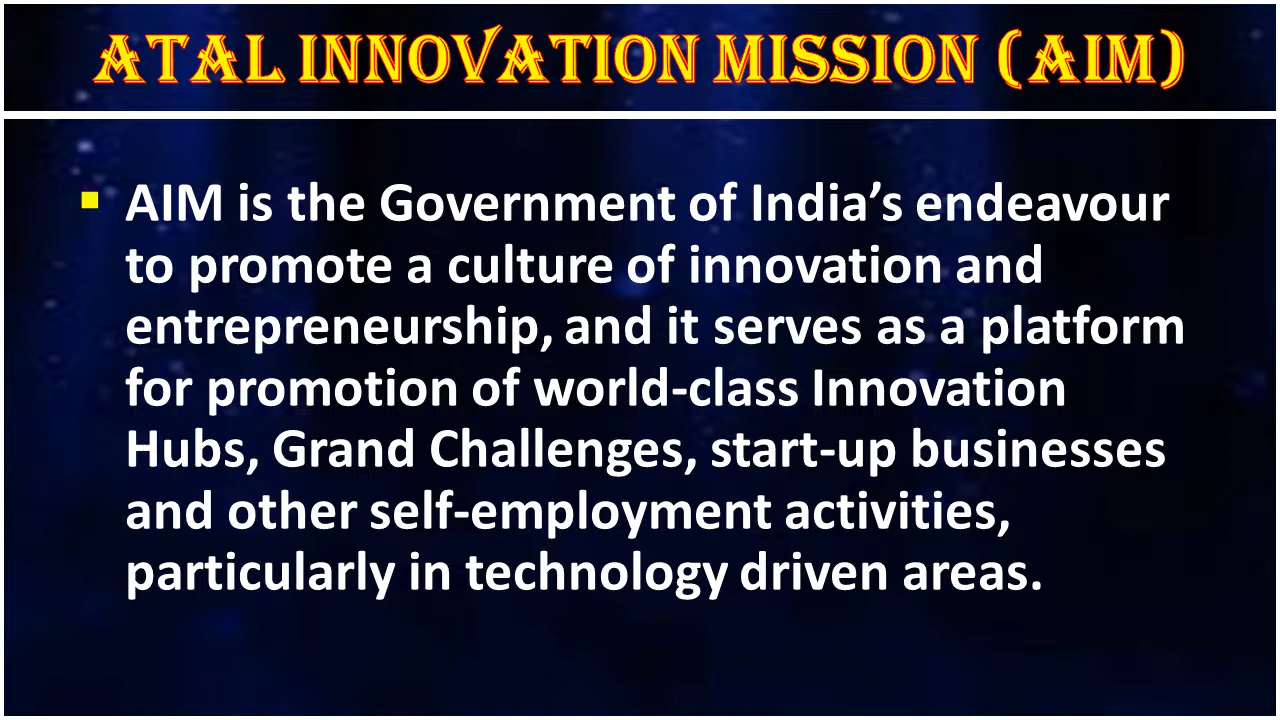 ATAL INNOVATION MISSION (AIM)
AIM is the Government of India’s endeavour
to promote a culture of innovation and
entrepreneurship, and it serves as a platform
for promotion of world-class Innovation
Hubs, Grand Challenges, start-up businesses
and other self-employment activities,
particularly in technology driven areas.